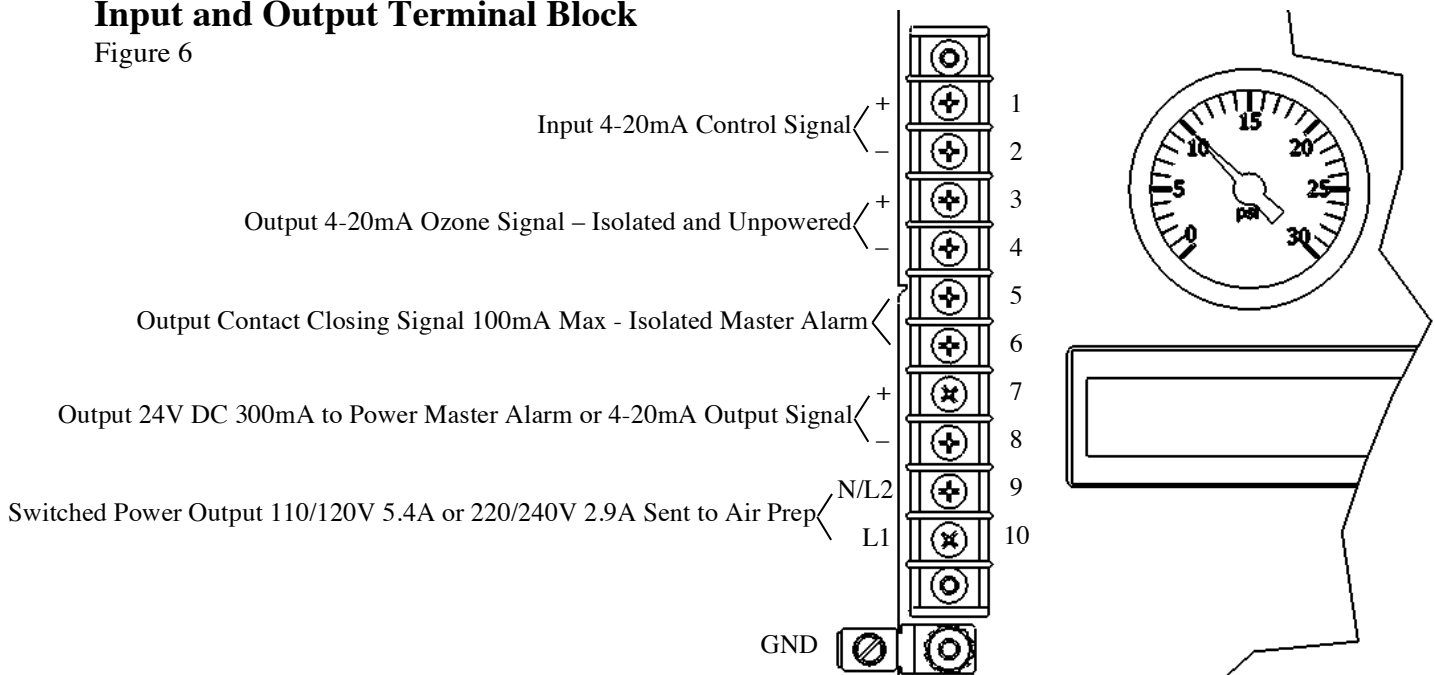 Input and Output Terminal Block
Figure 6
+
1
Input 4-20mA Control Signal
–
2
+
3
Output 4-20mA Ozone Signal – Isolated and Unpowered
–
4
5
Output Contact Closing Signal 100mA Max - Isolated Master Alarm
6
+
7
Output 24V DC 300mA to Power Master Alarm or 4-20mA Output Signal
–
8
N/L2
9
Switched Power Output 110/120V 5.4A or 220/240V 2.9A Sent to Air Prep
L1
10
GND
0
5
10
15
20
25
30
psi